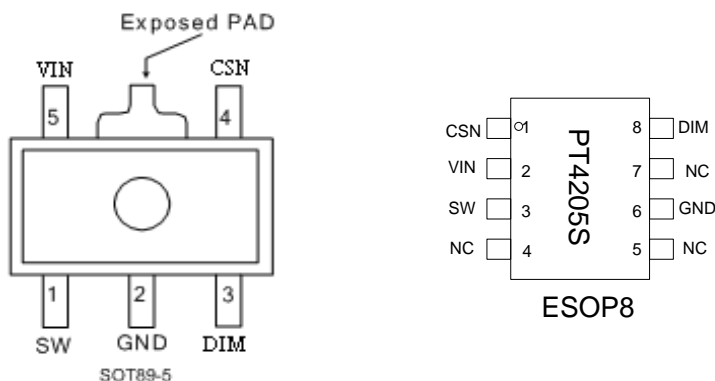 Exposed PAD
VIN
CSN
5
4
1
2
3
SW
GND
DIM
SOT89-5
CSN
1
8
DIM
VIN
2
7
NC
SW
3
6
GND
NC
4
5
NC
PT4205S
ESOP8